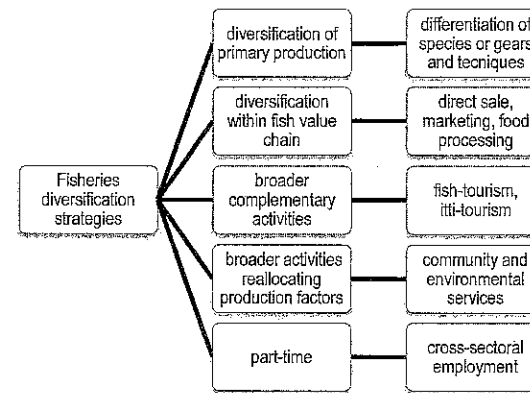 diversification of
primary production
differentiation of
species or gears
and tecniques
diversification
within fish value
chain
direct sale,
marketing, food
processing
Fisheries
diversification
strategies
broader
complementary
activities
fish-tourism,
itti-tourism
broader activities
reallocating
production factors
community and
environmental
services
part-time
cross-sectoral
employment